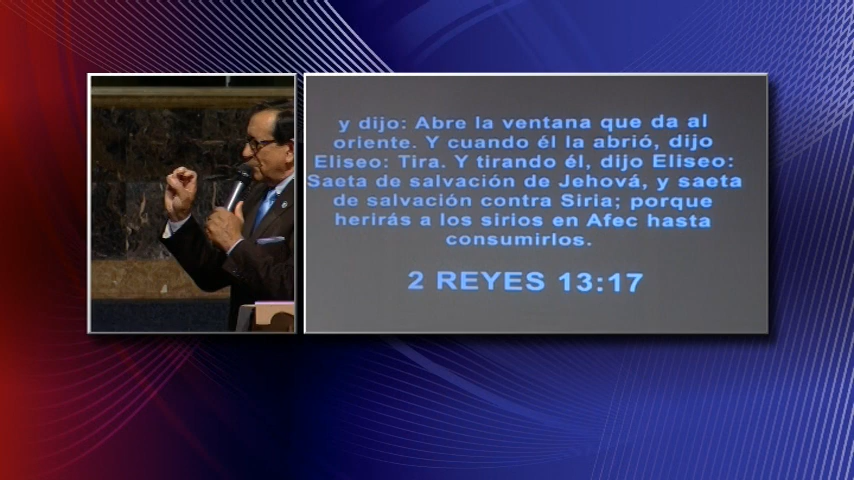 y dijo: Abre la ventana que da al
oriente. Y cuando él la abrió, dijo
Eliseo: Tira. Y tirando él, dijo Eliseo:
Saeta de salvación de Jehová, y saeta
de salvación contra Siria; porque
herirás a los sirios en Afec hasta
consumirlos.
2 REYES 13:17